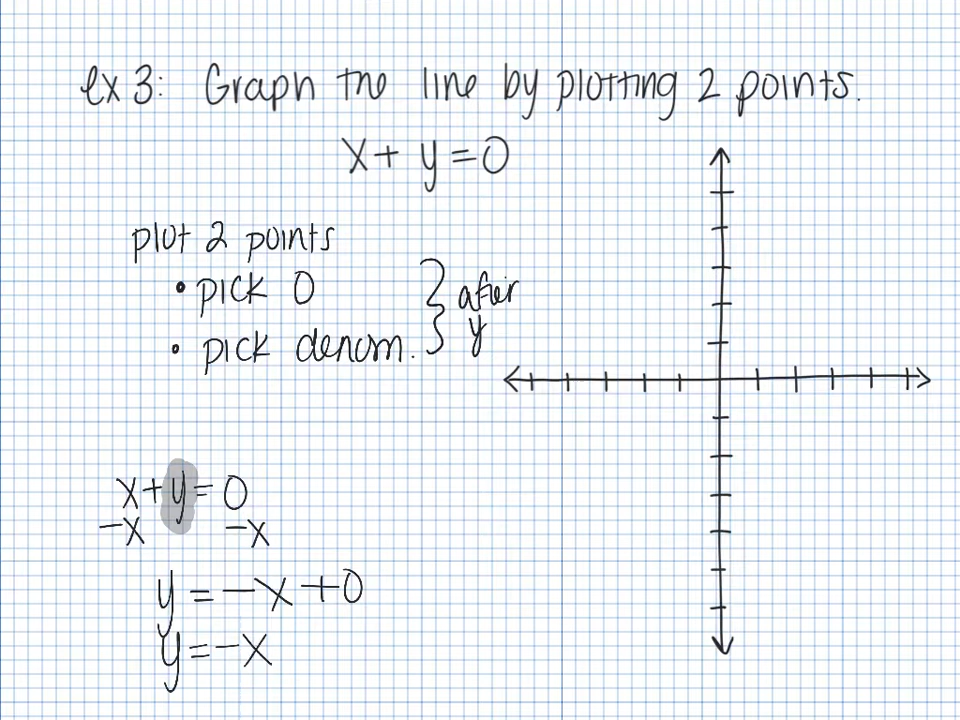 ex 3: Graph the line by plotting 2 points.
x + y = 0
plot 2 points
• pick 0
• pick denom.
} after y
x + y = 0
-x -x
y = -x + 0
y = -x